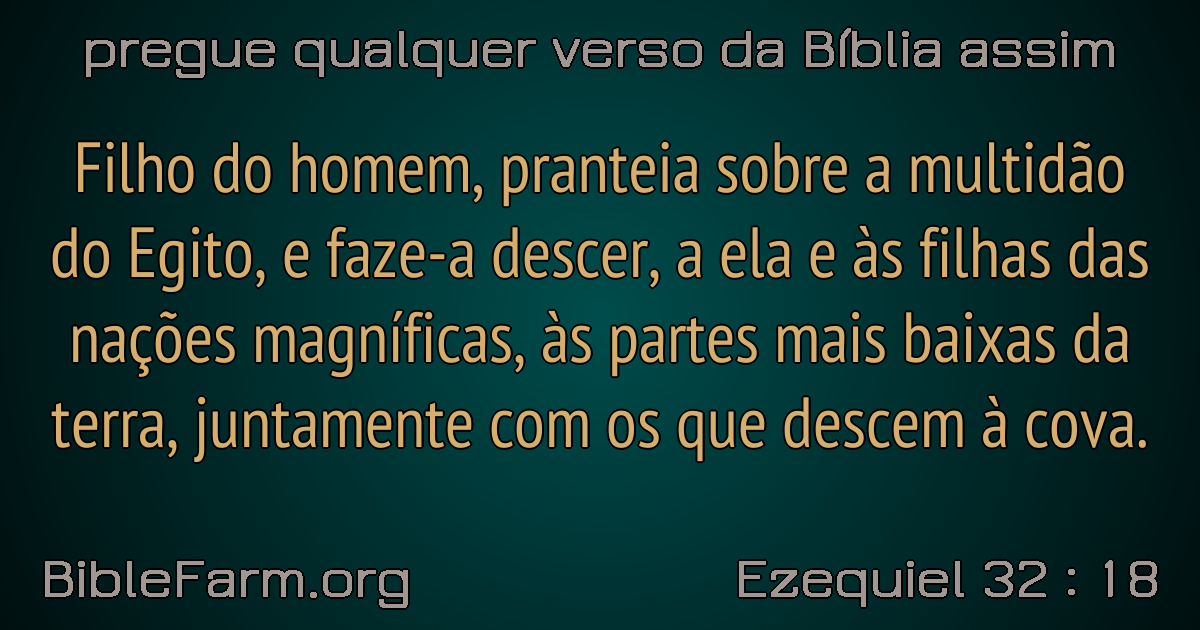 pregue qualquer verso da Bíblia assim
Filho do homem, pranteia sobre a multidão
do Egito, e faze-a descer, a ela e às filhas das
nações magníficas, às partes mais baixas da
terra, juntamente com os que descem à cova.
BibleFarm.org
Ezequiel 32 : 18